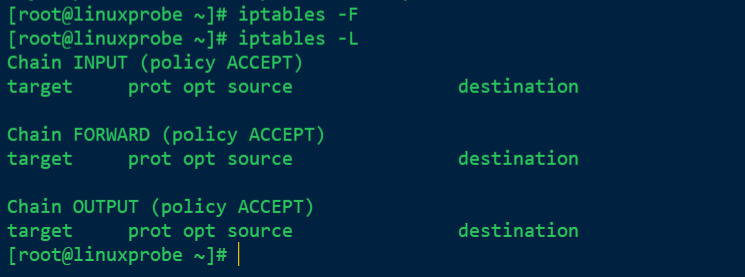 [root@linuxprobe ~]# iptables -F
[root@linuxprobe ~]# iptables -L
Chain INPUT (policy ACCEPT)
target     prot opt source               destination

Chain FORWARD (policy ACCEPT)
target     prot opt source               destination

Chain OUTPUT (policy ACCEPT)
target     prot opt source               destination
[root@linuxprobe ~]#